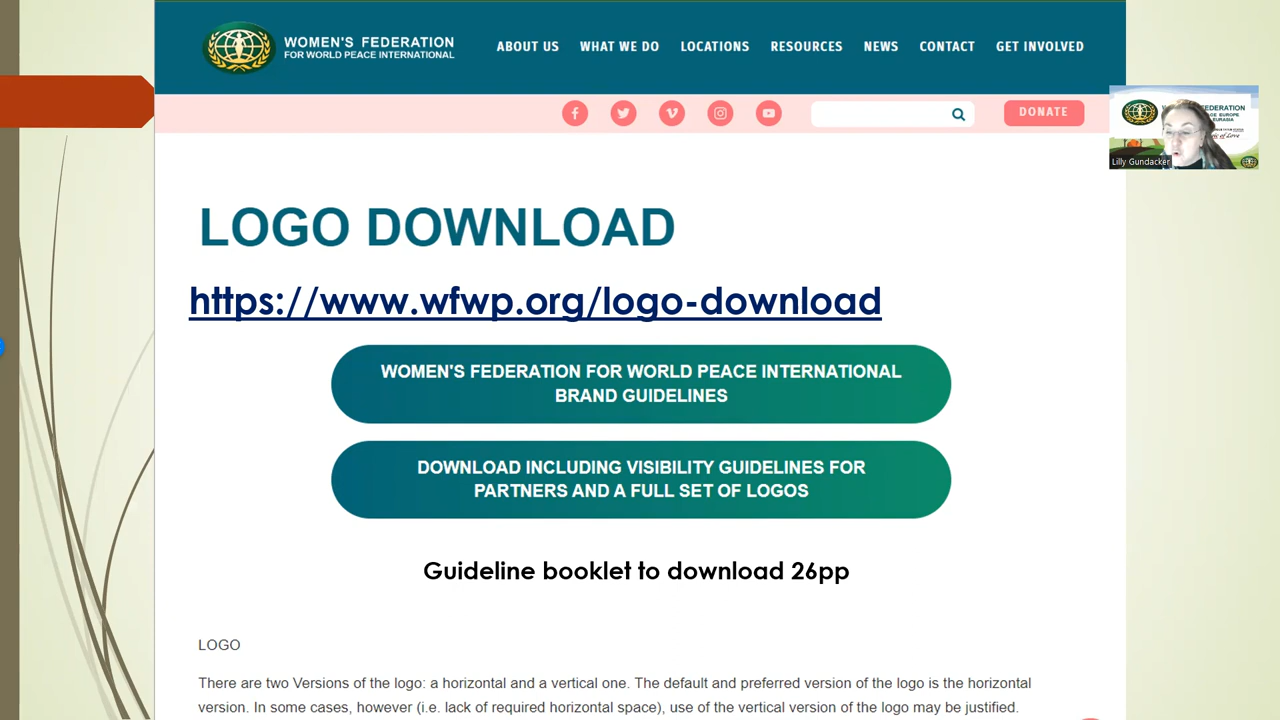 WOMEN'S FEDERATION
FOR WORLD PEACE INTERNATIONAL
ABOUT US WHAT WE DO LOCATIONS RESOURCES NEWS CONTACT GET INVOLVED
DONATE
LOGO DOWNLOAD
https://www.wfwp.org/logo-download
WOMEN'S FEDERATION FOR WORLD PEACE INTERNATIONAL
BRAND GUIDELINES
DOWNLOAD INCLUDING VISIBILITY GUIDELINES FOR
PARTNERS AND A FULL SET OF LOGOS
Guideline booklet to download 26pp
LOGO
There are two Versions of the logo: a horizontal and a vertical one. The default and preferred version of the logo is the horizontal
version. In some cases, however (i.e. lack of required horizontal space), use of the vertical version of the logo may be justified.
FEDERATION
EUROPE
EURASIA
of Love
Lilly Gundacker